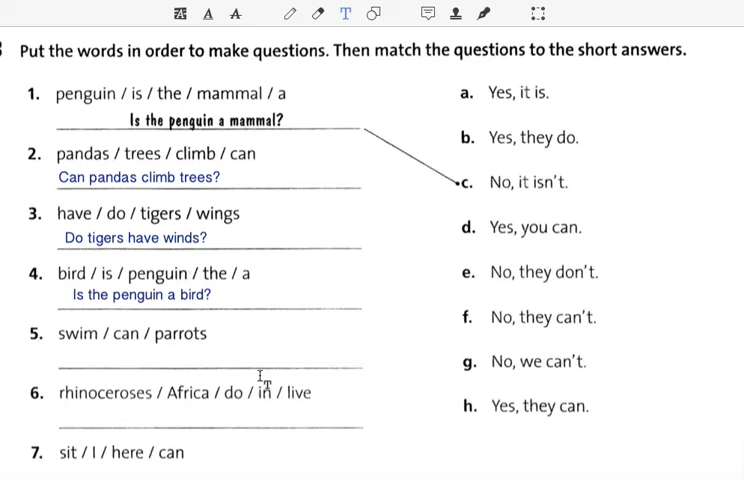 Put the words in order to make questions. Then match the questions to the short answers.
1. penguin / is / the / mammal / a
Is the penguin a mammal?
2. pandas / trees / climb / can
Can pandas climb trees?
3. have / do / tigers / wings
Do tigers have winds?
4. bird / is / penguin / the / a
Is the penguin a bird?
5. swim / can / parrots
6. rhinoceroses / Africa / do / in / live
7. sit / I / here / can
a. Yes, it is.
b. Yes, they do.
c. No, it isn't.
d. Yes, you can.
e. No, they don't.
f. No, they can't.
g. No, we can't.
h. Yes, they can.